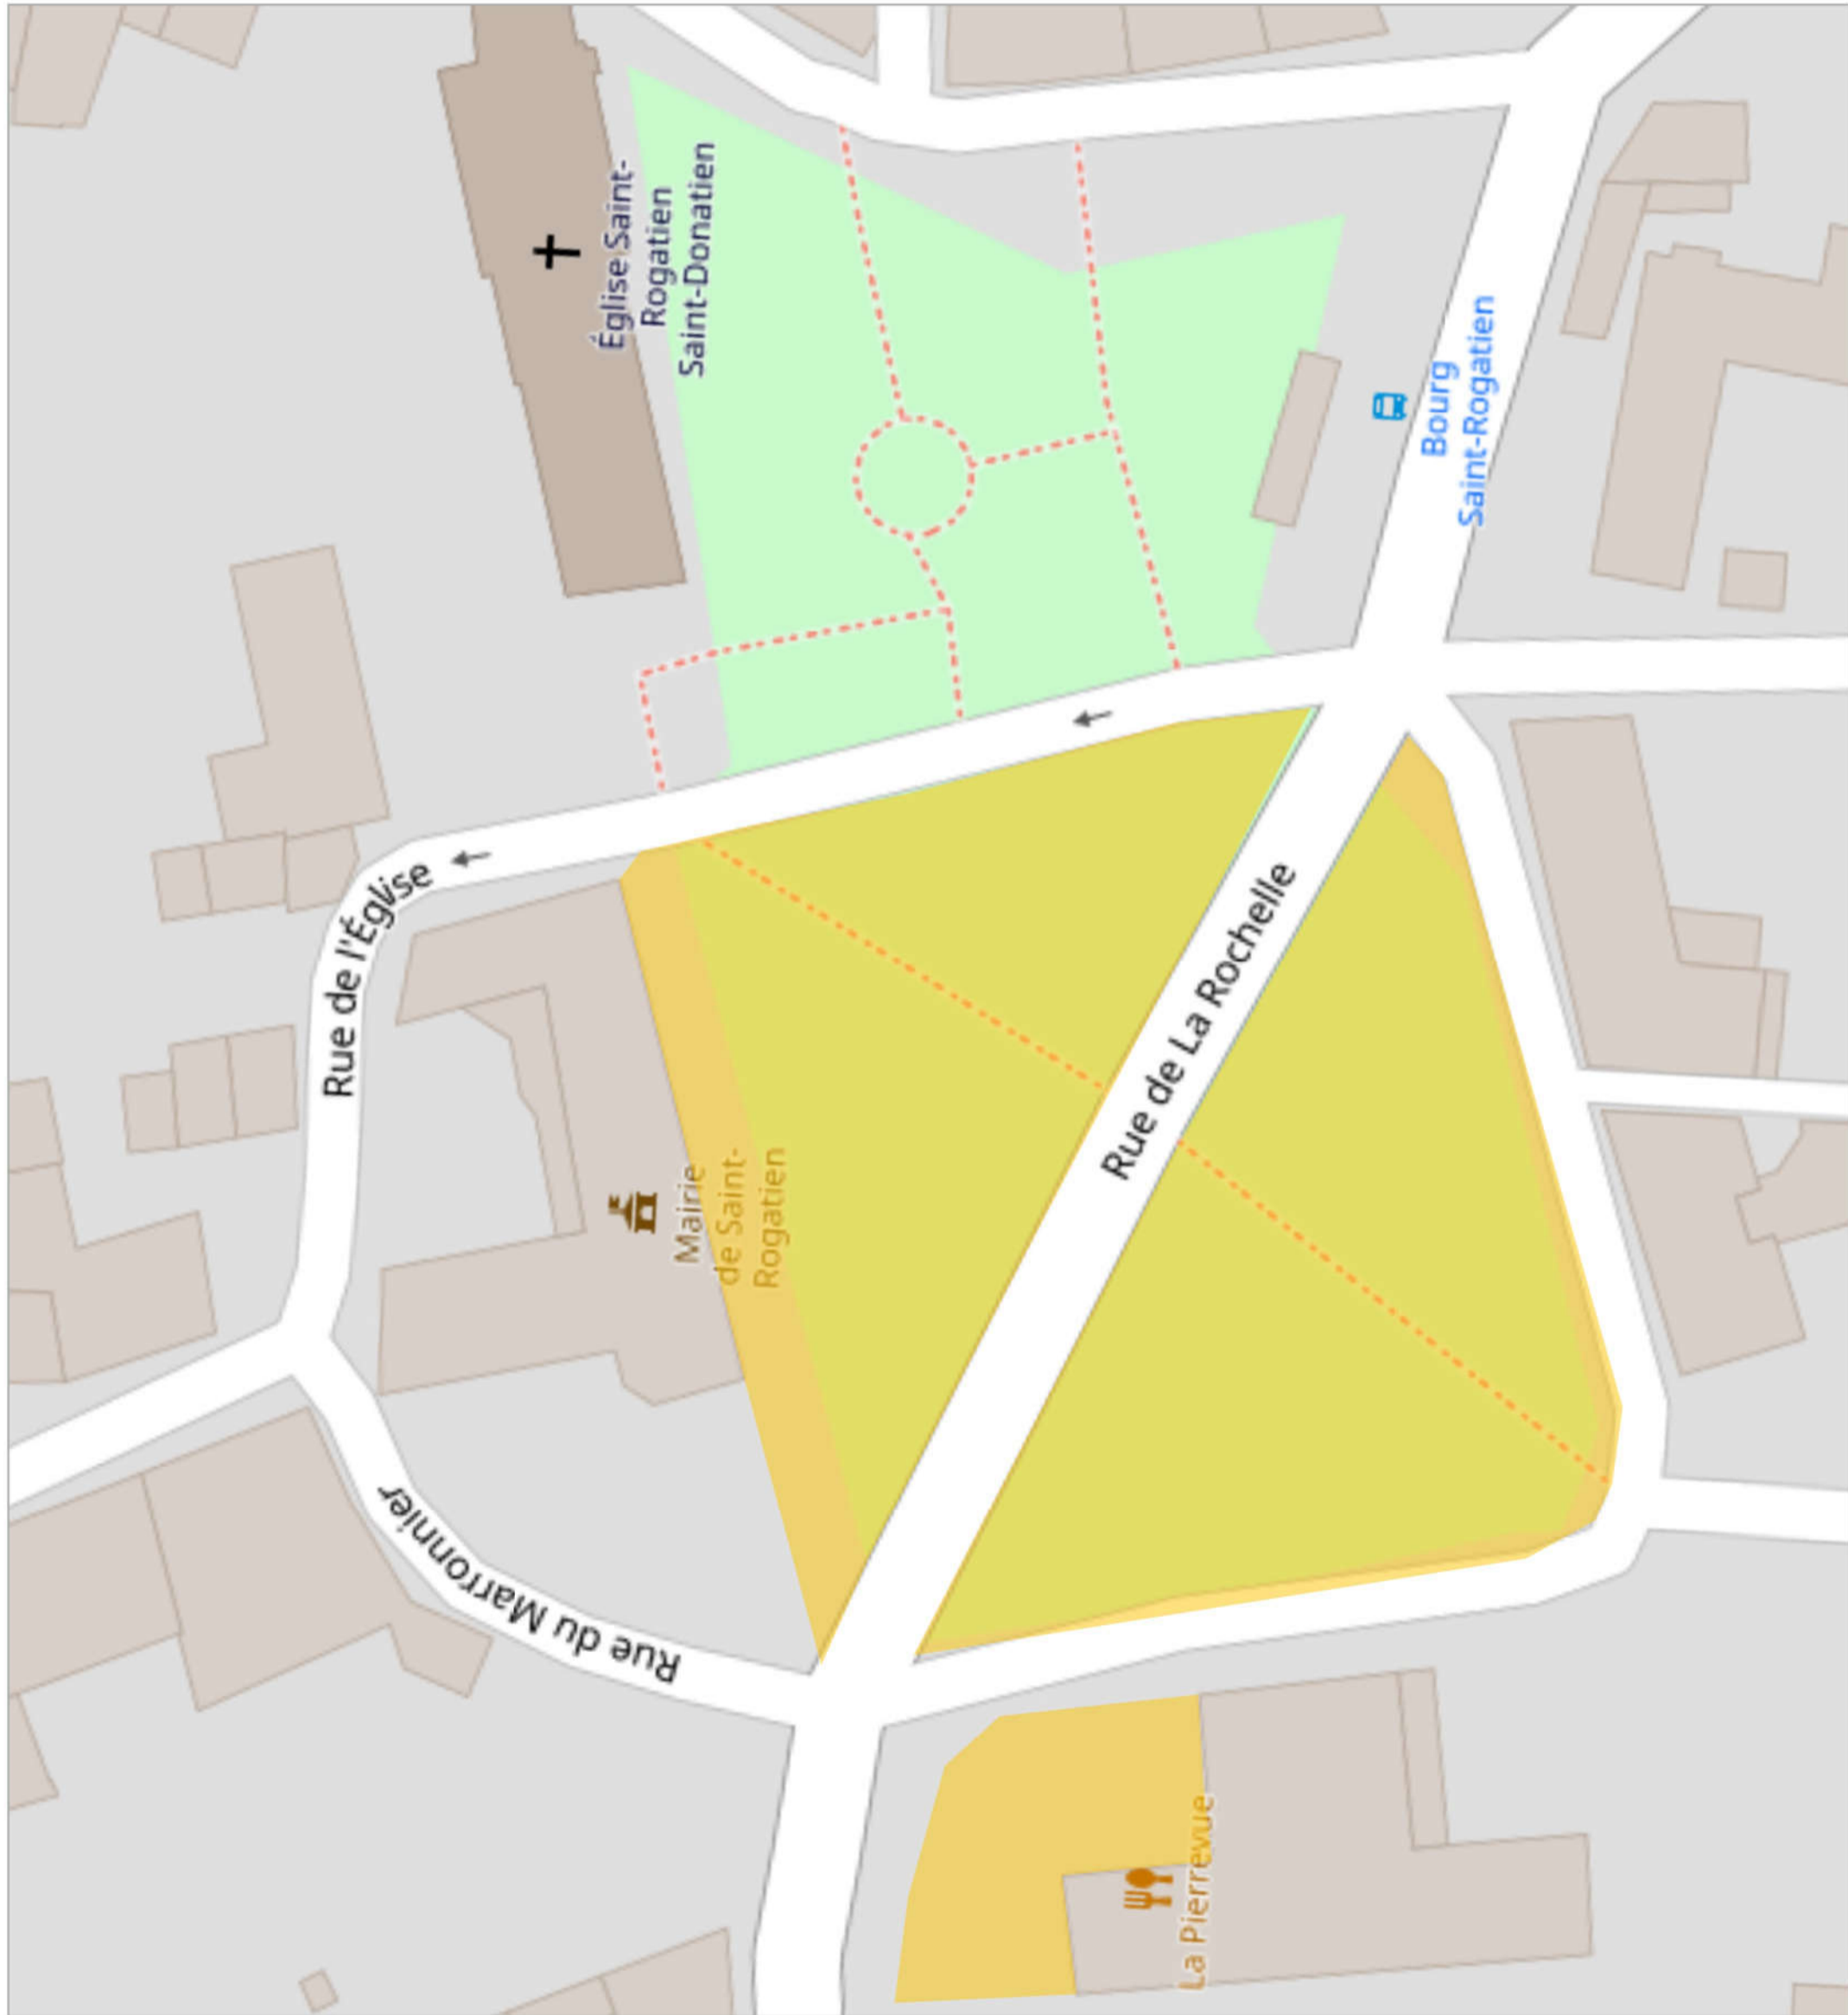 Église Saint-
Rogatien
Saint-Donatien
Bourg
Saint-Rogatien
Rue de l'Église
Rue de La Rochelle
Mairie
de Saint-
Rogatien
Rue du Marronnier
La Pierrevue